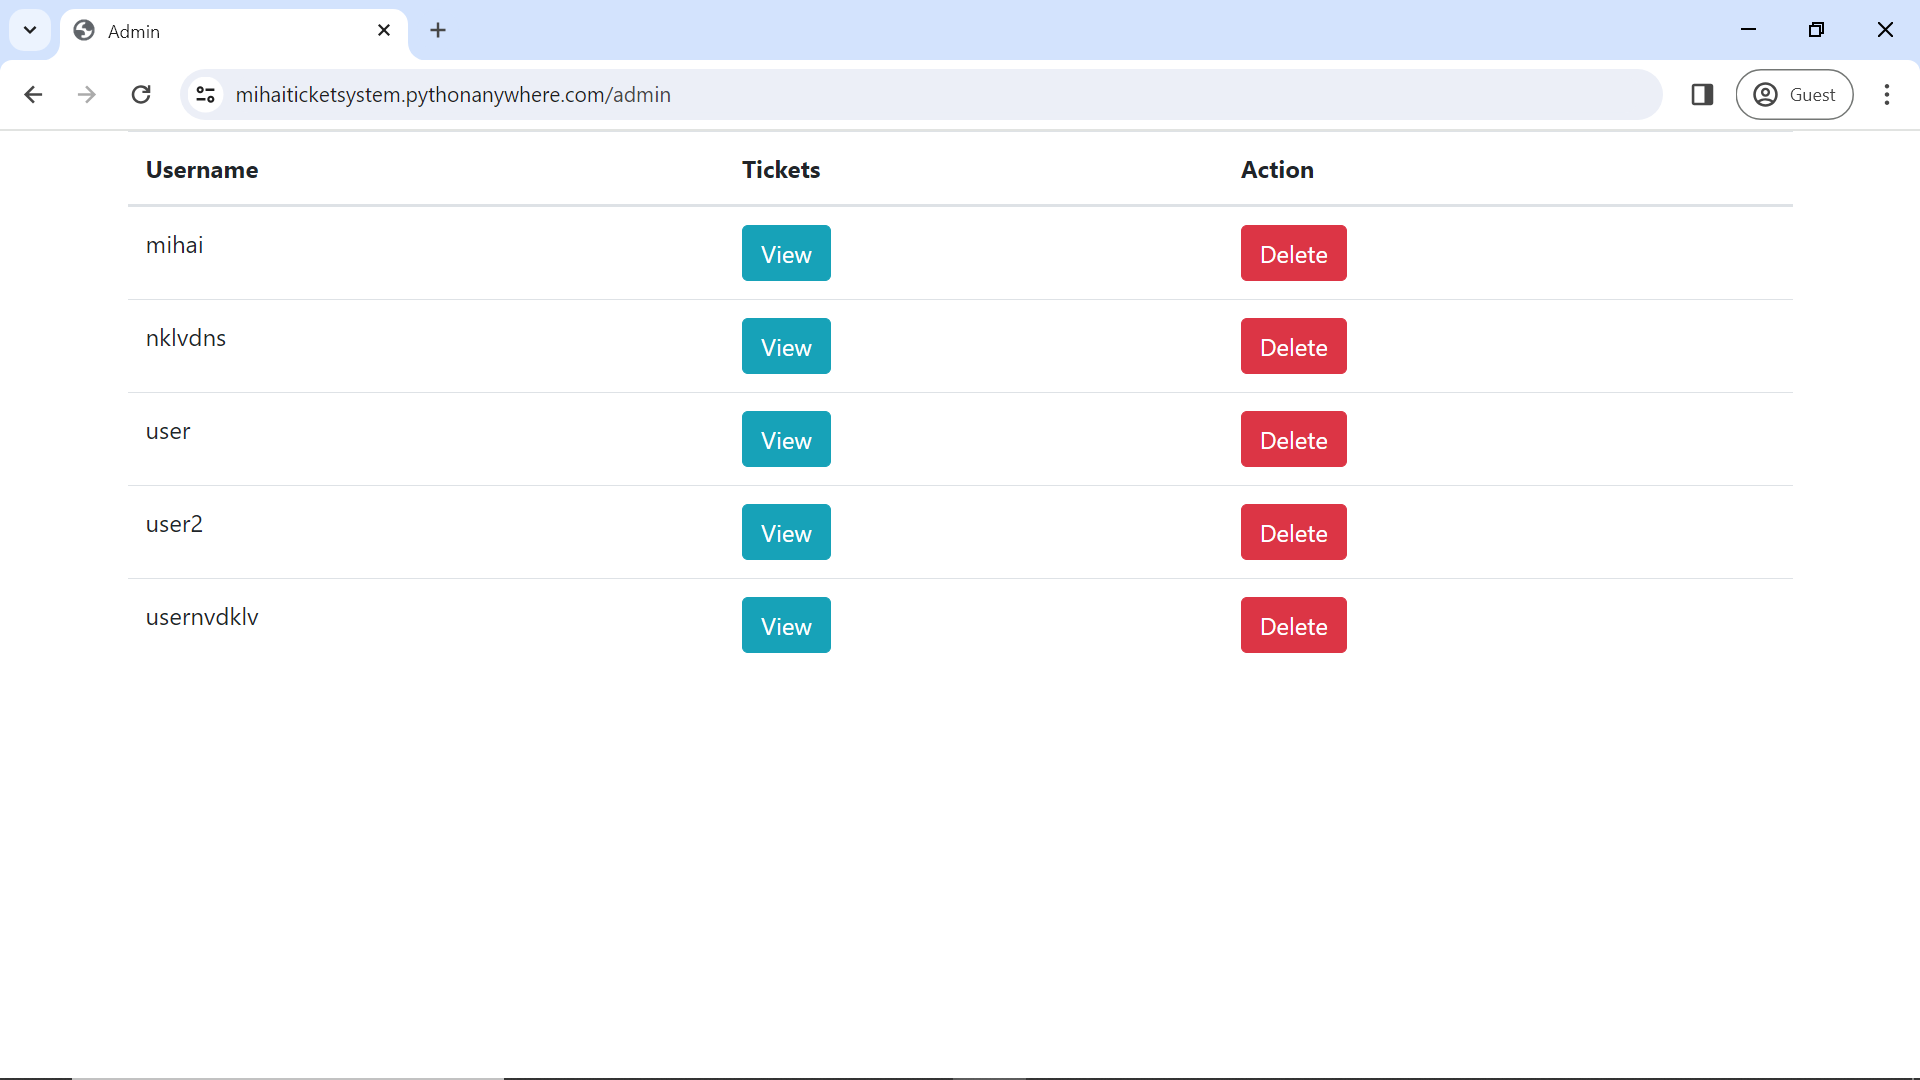 Admin
mihaiticketsystem.pythonanywhere.com/admin
Guest
Username Tickets Action
mihai View Delete
nklvdns View Delete
user View Delete
user2 View Delete
usernvdklv View Delete